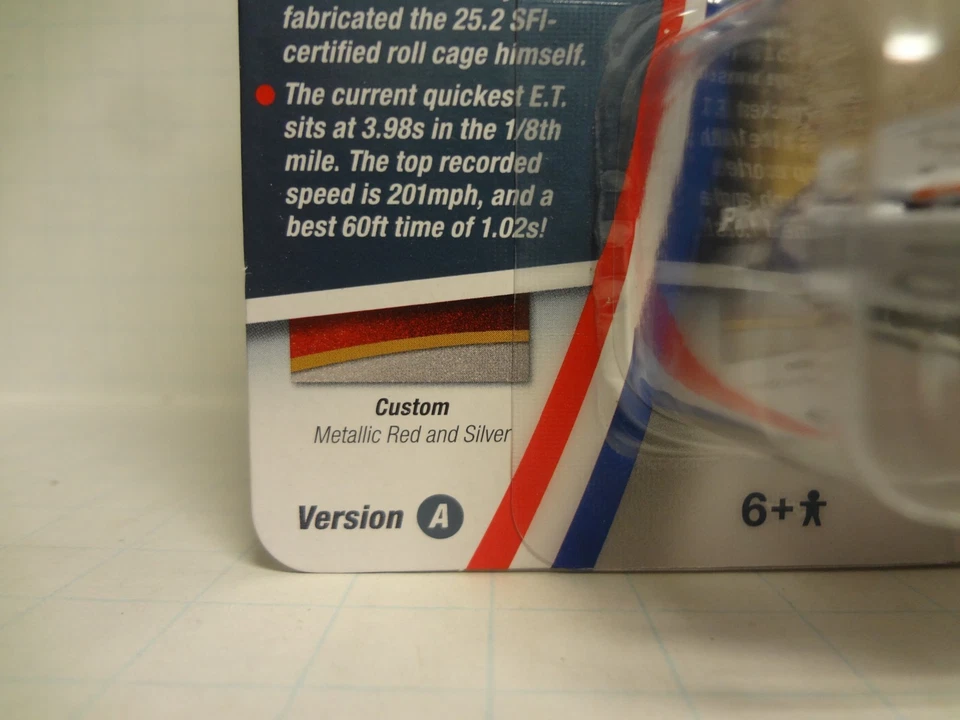 fabricated the 25.2 SFI-
certified roll cage himself.
The current quickest E.T.
sits at 3.98s in the 1/8th
mile. The top recorded
speed is 201mph, and a
best 60ft time of 1.02s!
Custom
Metallic Red and Silver
Version A
6+